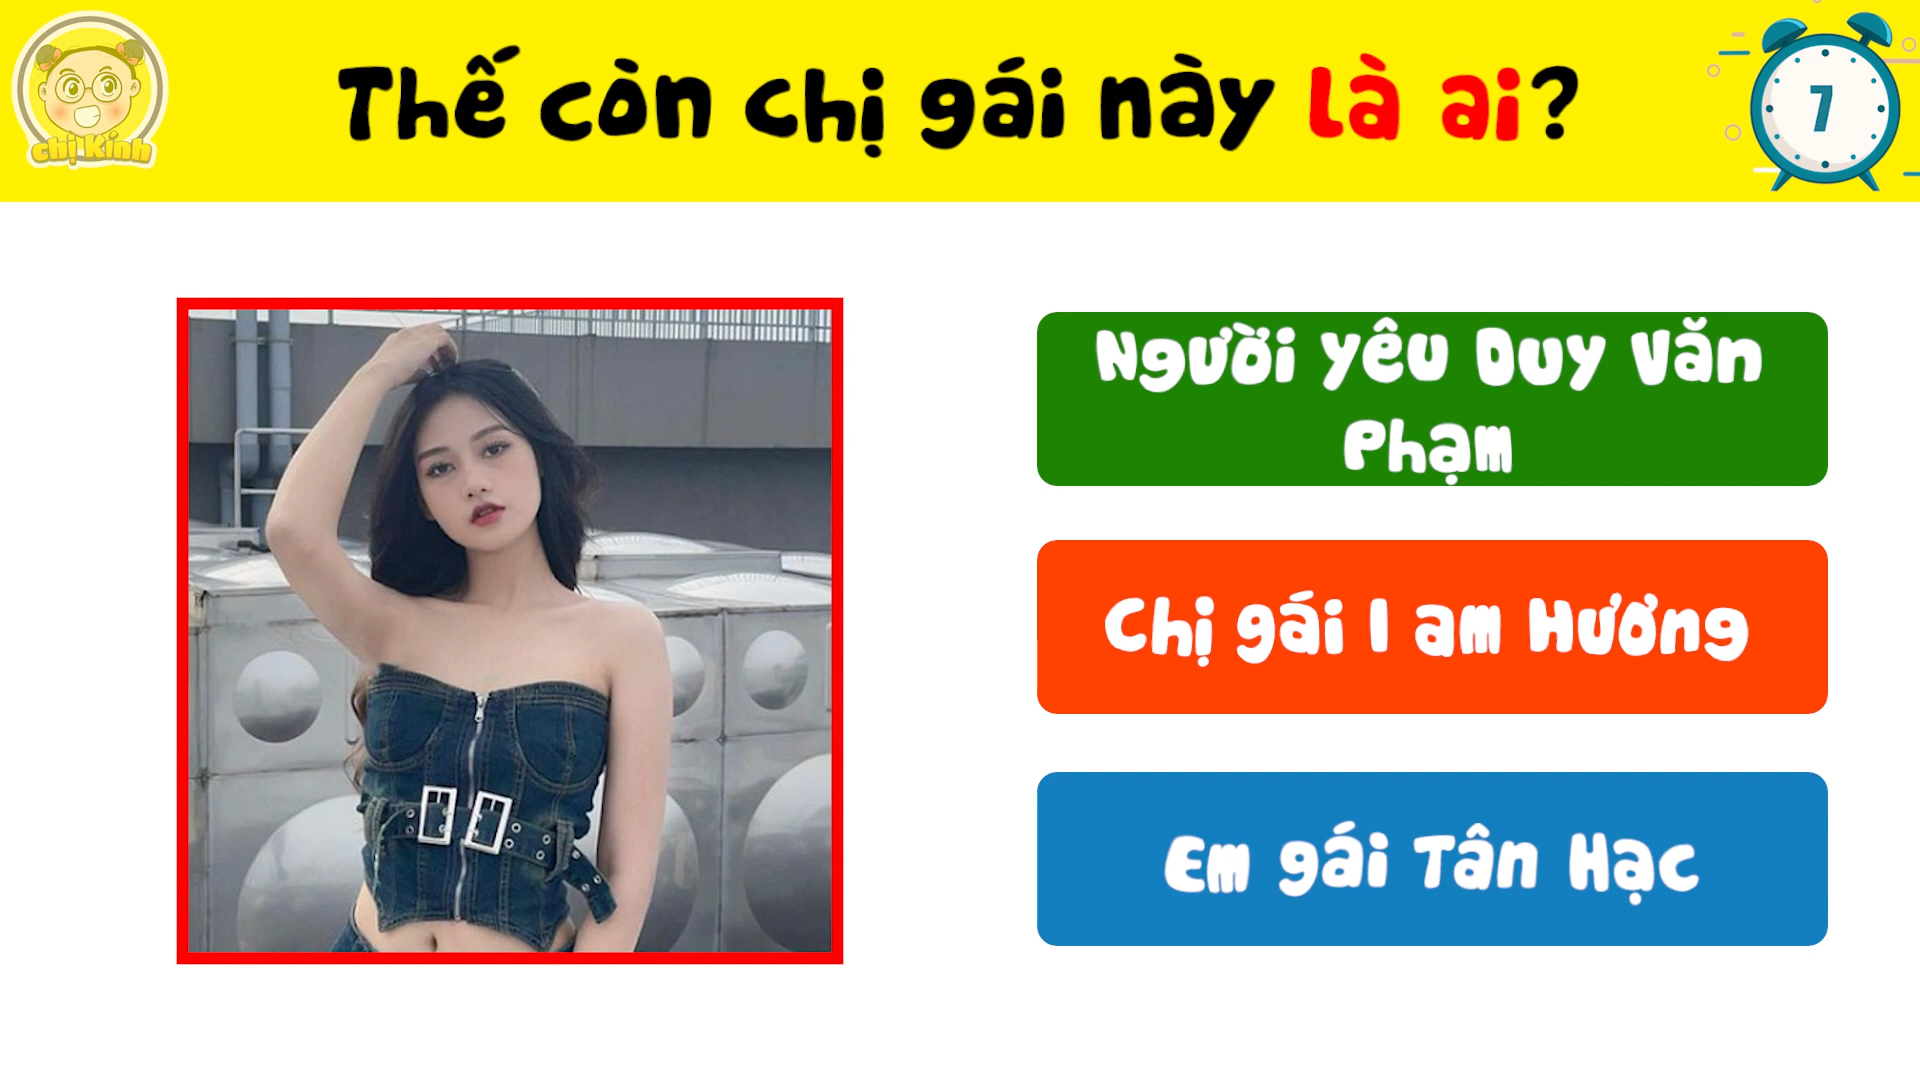 Thế còn chị gái này là ai?
chị Kính
7
Người yêu Duy Văn
Phạm
Chị gái I am Hương
Em gái Tân Hạc